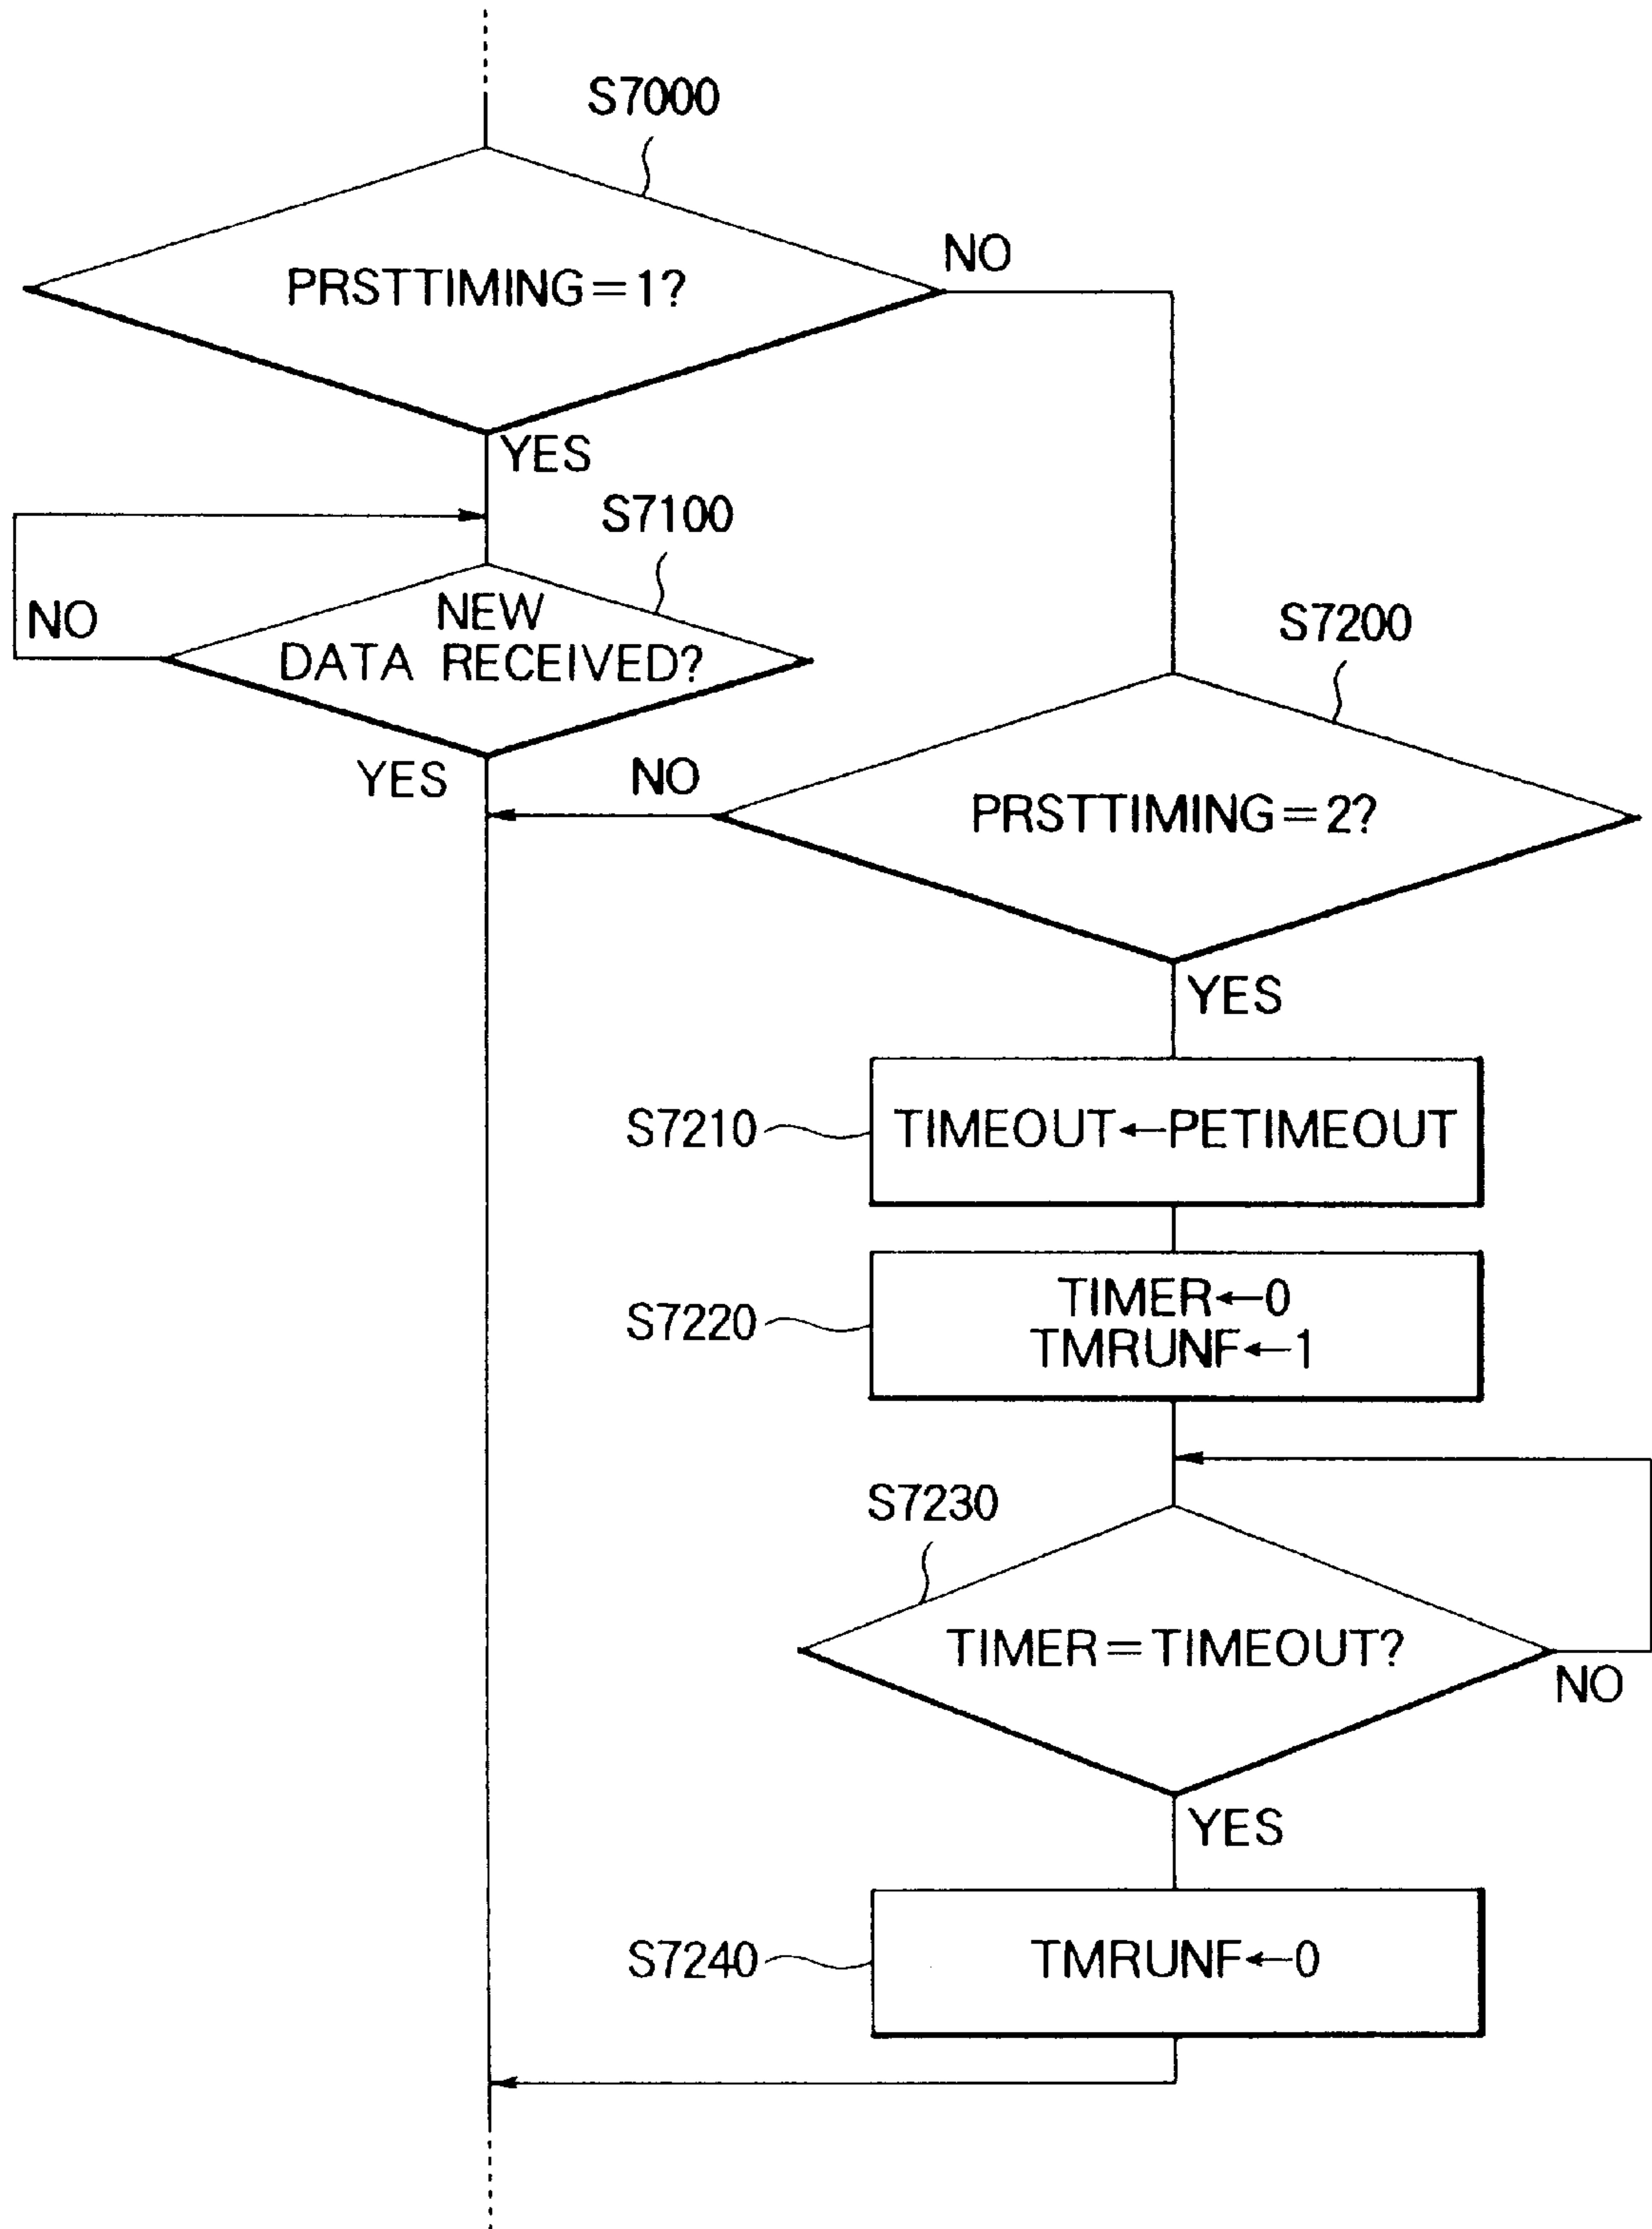 S7000
PRSTTIMING=1?
NO
YES
S7100
NEW
DATA RECEIVED?
NO
YES
S7200
NO
PRSTTIMING=2?
YES
S7210
TIMEOUT←PETIMEOUT
S7220
TIMER←0
TMRUNF←1
S7230
TIMER=TIMEOUT?
NO
YES
S7240
TMRUNF←0